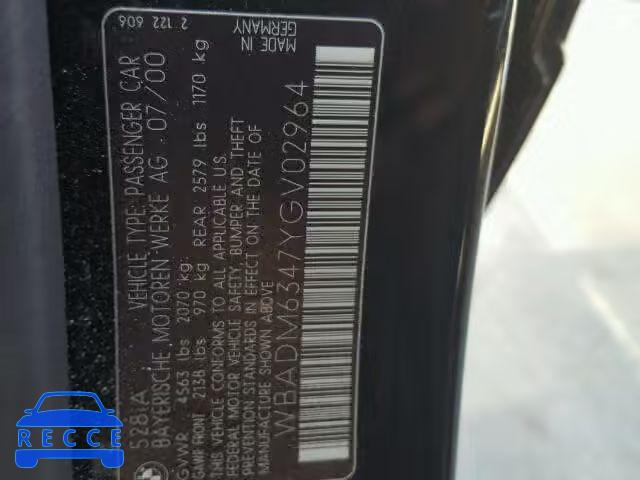 528iA
VEHICLE TYPE: PASSENGER CAR
BAYERISCHE MOTOREN WERKE AG 07/00
GVWR 4563 lbs 2070 kg:
GAWR FRONT 2138 lbs 970 kg REAR 2579 lbs 1170 kg
THIS VEHICLE CONFORMS TO ALL APPLICABLE U.S.
FEDERAL MOTOR VEHICLE SAFETY, BUMPER AND THEFT
PREVENTION STANDARDS IN EFFECT ON THE DATE OF
MANUFACTURE SHOWN ABOVE
MADE IN
GERMANY
WBADM6347YGV02964
2 122 606
RECCE